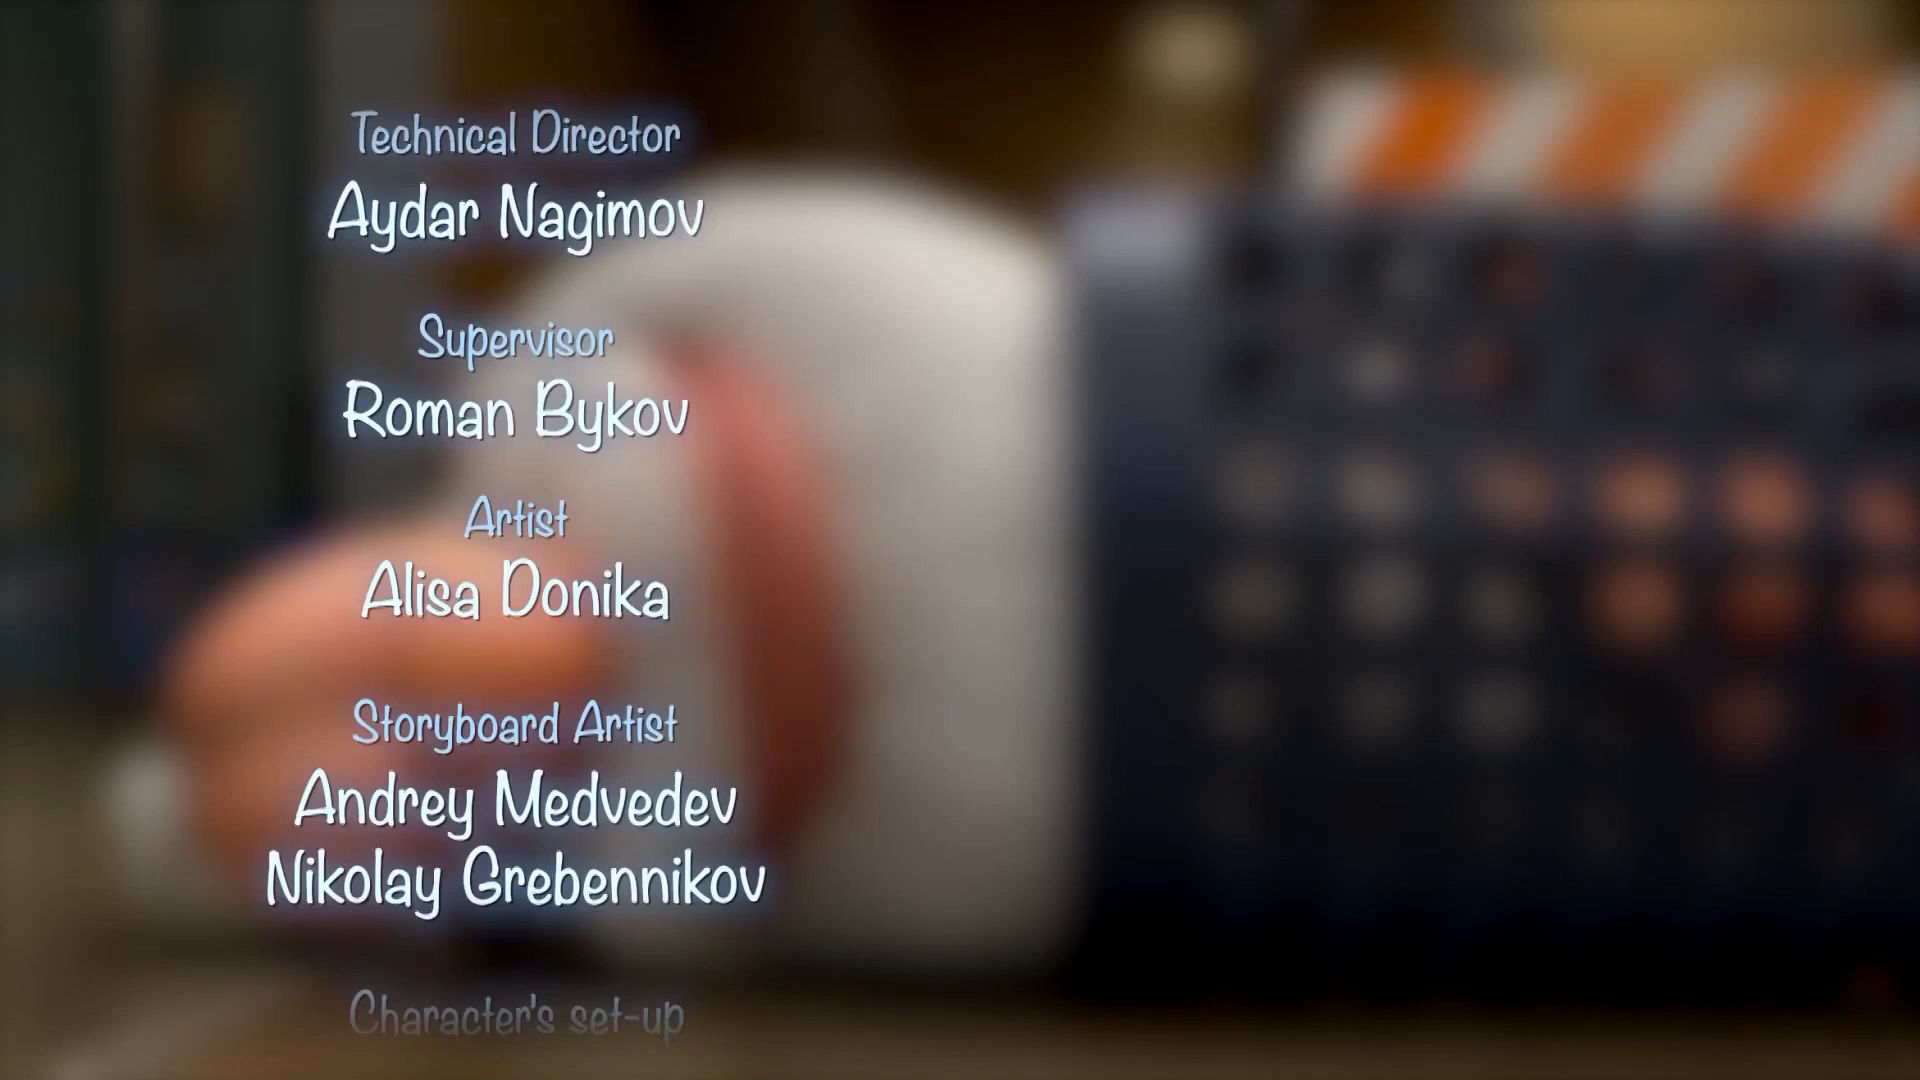 Technical Director
Aydar Nagimov
Supervisor
Roman Bykov
Artist
Alisa Donika
Storyboard Artist
Andrey Medvedev
Nikolay Grebennikov
Character's set-up